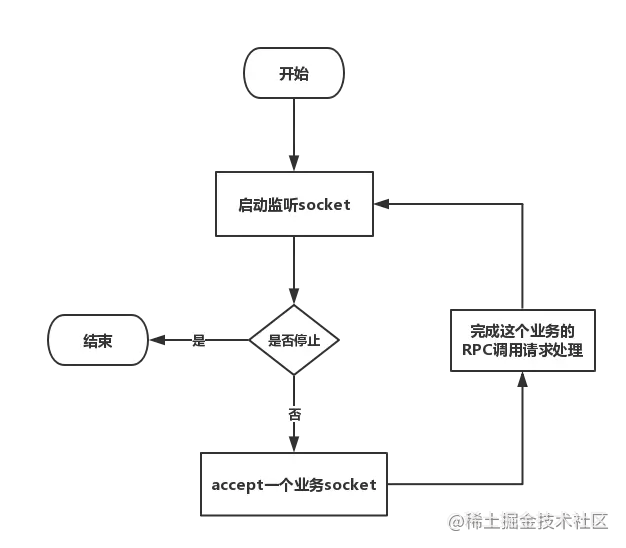 开始
启动监听socket
是否停止
是
结束
否
accept一个业务socket
完成这个业务的
RPC调用请求处理
@稀土掘金技术社区